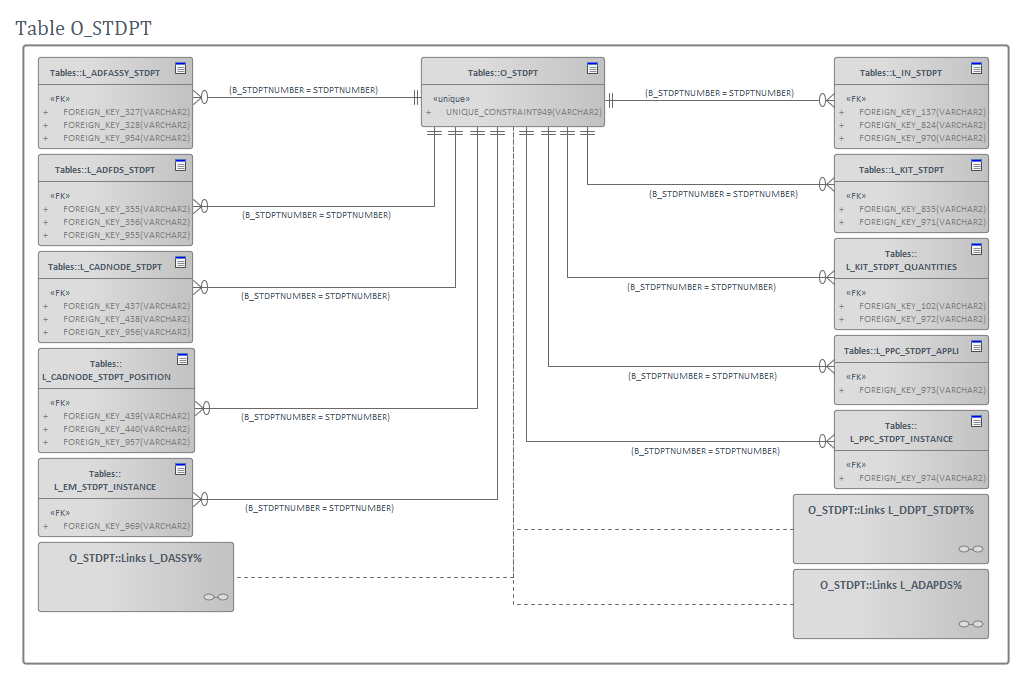 Table O_STDPT
Tables::L_ADFASSY_STDPT
«FK»
+ FOREIGN_KEY_327(VARCHAR2)
+ FOREIGN_KEY_328(VARCHAR2)
+ FOREIGN_KEY_954(VARCHAR2)
(B_STDPTNUMBER = STDPTNUMBER)
Tables::O_STDPT
«unique»
+ UNIQUE_CONSTRAINT949(VARCHAR2)
(B_STDPTNUMBER = STDPTNUMBER)
Tables::L_IN_STDPT
«FK»
+ FOREIGN_KEY_137(VARCHAR2)
+ FOREIGN_KEY_824(VARCHAR2)
+ FOREIGN_KEY_970(VARCHAR2)
Tables::L_ADFDS_STDPT
«FK»
+ FOREIGN_KEY_355(VARCHAR2)
+ FOREIGN_KEY_356(VARCHAR2)
+ FOREIGN_KEY_955(VARCHAR2)
(B_STDPTNUMBER = STDPTNUMBER)
(B_STDPTNUMBER = STDPTNUMBER)
Tables::L_KIT_STDPT
«FK»
+ FOREIGN_KEY_835(VARCHAR2)
+ FOREIGN_KEY_971(VARCHAR2)
Tables::L_CADNODE_STDPT
«FK»
+ FOREIGN_KEY_437(VARCHAR2)
+ FOREIGN_KEY_438(VARCHAR2)
+ FOREIGN_KEY_956(VARCHAR2)
(B_STDPTNUMBER = STDPTNUMBER)
(B_STDPTNUMBER = STDPTNUMBER)
Tables::
L_KIT_STDPT_QUANTITIES
«FK»
+ FOREIGN_KEY_102(VARCHAR2)
+ FOREIGN_KEY_972(VARCHAR2)
Tables::
L_CADNODE_STDPT_POSITION
«FK»
+ FOREIGN_KEY_439(VARCHAR2)
+ FOREIGN_KEY_440(VARCHAR2)
+ FOREIGN_KEY_957(VARCHAR2)
(B_STDPTNUMBER = STDPTNUMBER)
(B_STDPTNUMBER = STDPTNUMBER)
Tables::L_PPC_STDPT_APPLI
«FK»
+ FOREIGN_KEY_973(VARCHAR2)
Tables::
L_EM_STDPT_INSTANCE
«FK»
+ FOREIGN_KEY_969(VARCHAR2)
(B_STDPTNUMBER = STDPTNUMBER)
(B_STDPTNUMBER = STDPTNUMBER)
Tables::
L_PPC_STDPT_INSTANCE
«FK»
+ FOREIGN_KEY_974(VARCHAR2)
O_STDPT::Links L_DASSY%
O_STDPT::Links L_DDPT_STDPT%
O_STDPT::Links L_ADAPDS%